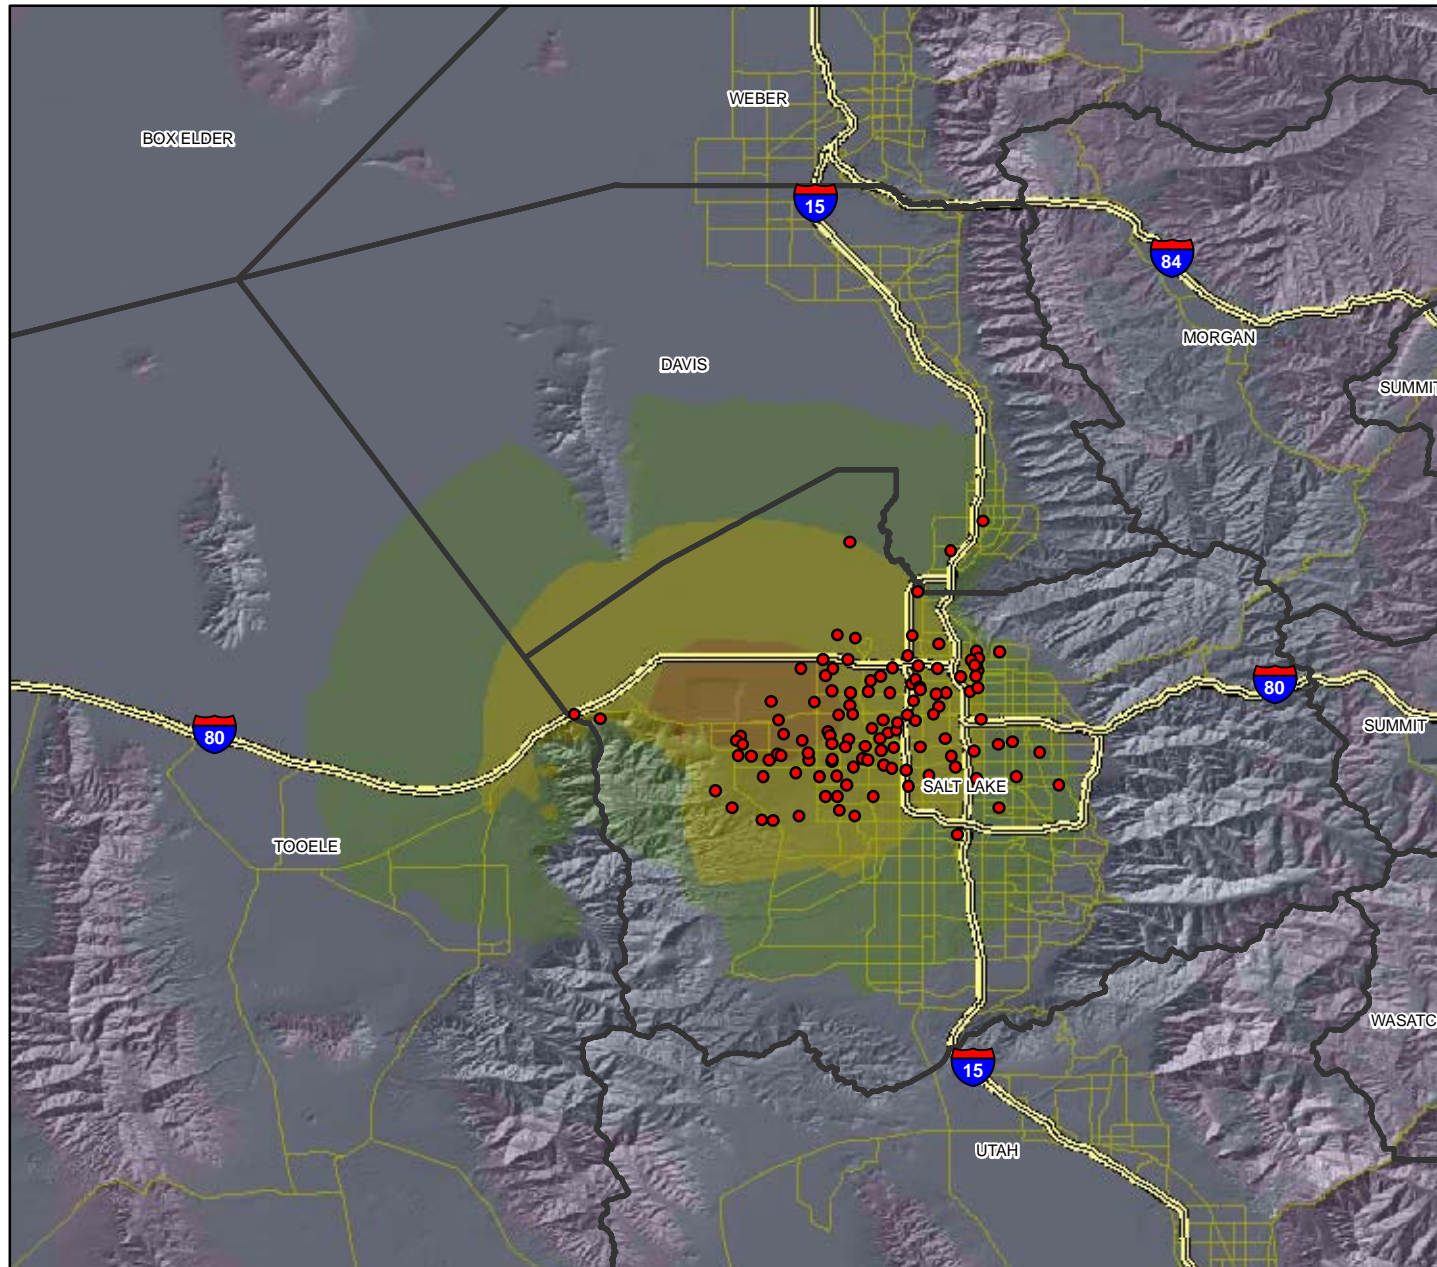 WEBER
BOX ELDER
15
84
MORGAN
DAVIS
SUMMIT
80
80
SUMMIT
SALT LAKE
TOOELE
WASATC
15
UTAH